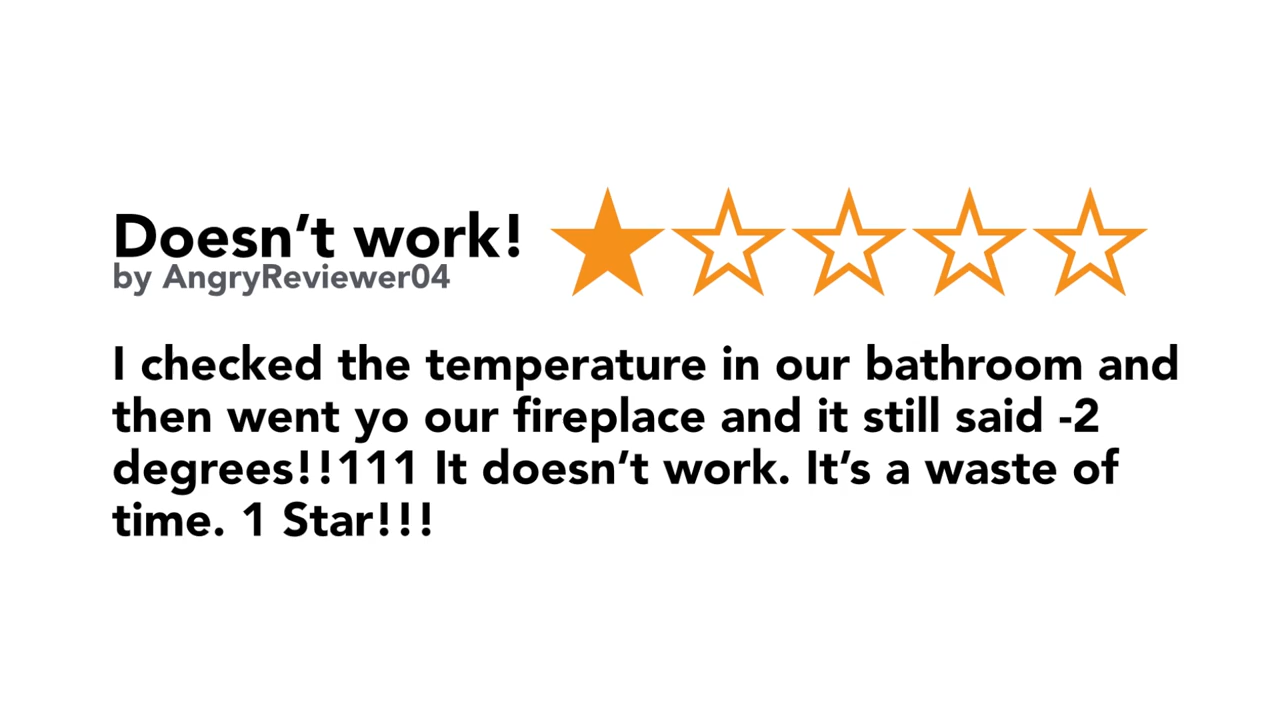 Doesn’t work!
by AngryReviewer04
I checked the temperature in our bathroom and
then went yo our fireplace and it still said -2
degrees!!111 It doesn’t work. It’s a waste of
time. 1 Star!!!